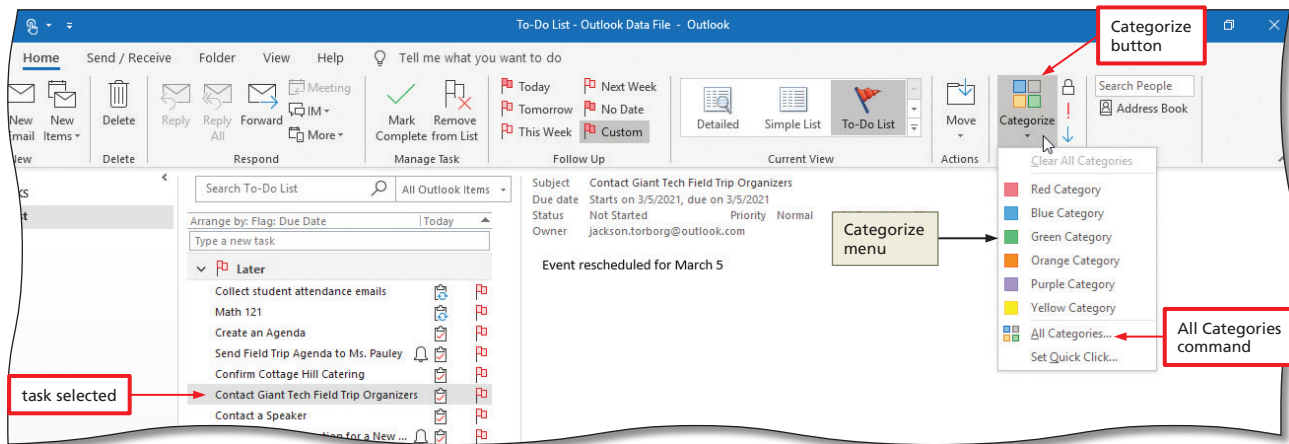 To-Do List - Outlook Data File - Outlook
Categorize button
Home Send / Receive Folder View Help Tell me what you want to do
New Email
New Items
Delete
Reply
Reply All
Forward
Meeting
IM
More
Mark Complete
Remove from List
Today
Tomorrow
This Week
Next Week
No Date
Custom
Detailed
Simple List
To-Do List
Move
Categorize
Search People
Address Book
Delete Respond Manage Task Follow Up Current View Actions
Search To-Do List All Outlook Items
Arrange by: Flag: Due Date Today
Type a new task
Later
Collect student attendance emails
Math 121
Create an Agenda
Send Field Trip Agenda to Ms. Pauley
Confirm Cottage Hill Catering
task selected
Contact Giant Tech Field Trip Organizers
Contact a Speaker
for a New ...
Subject Contact Giant Tech Field Trip Organizers
Due date Starts on 3/5/2021, due on 3/5/2021
Status Not Started Priority Normal
Owner jackson.torborg@outlook.com
Event rescheduled for March 5
Categorize menu
Clear All Categories
Red Category
Blue Category
Green Category
Orange Category
Purple Category
Yellow Category
All Categories...
Set Quick Click...
All Categories command